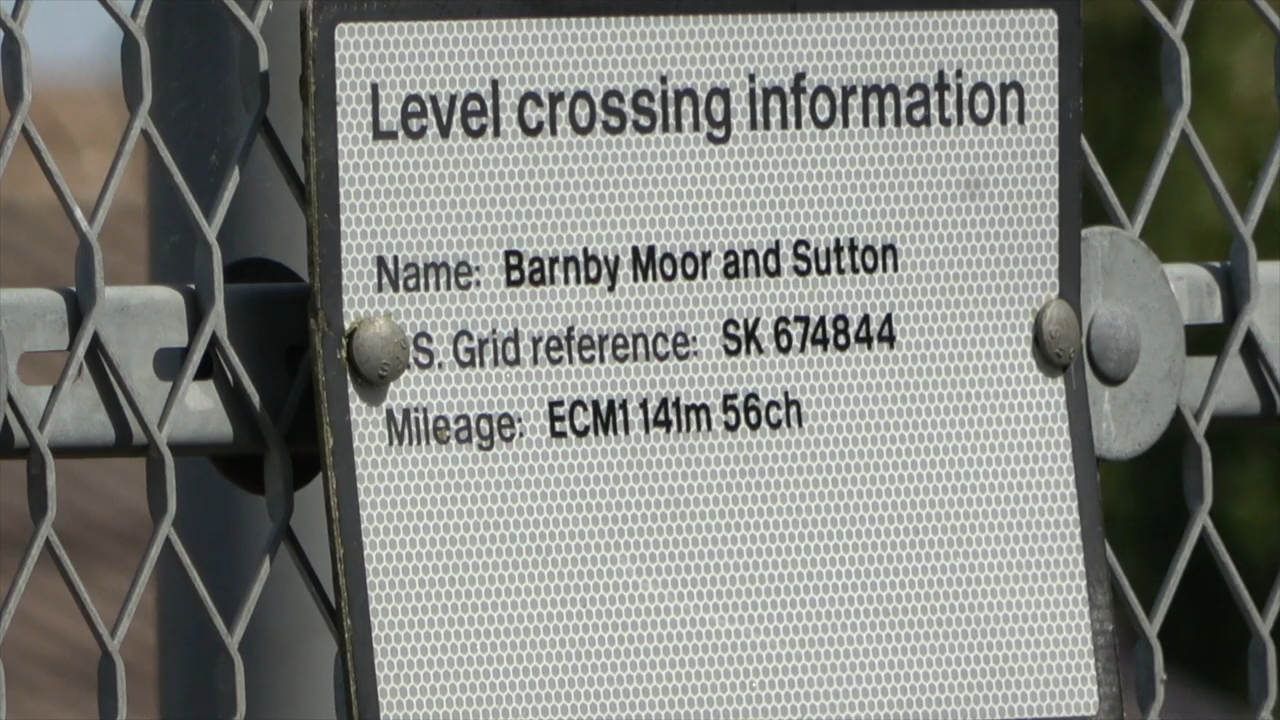 Level crossing information
Name: Barnby Moor and Sutton
.S. Grid reference: SK 674844
Mileage: ECM1 141m 56ch